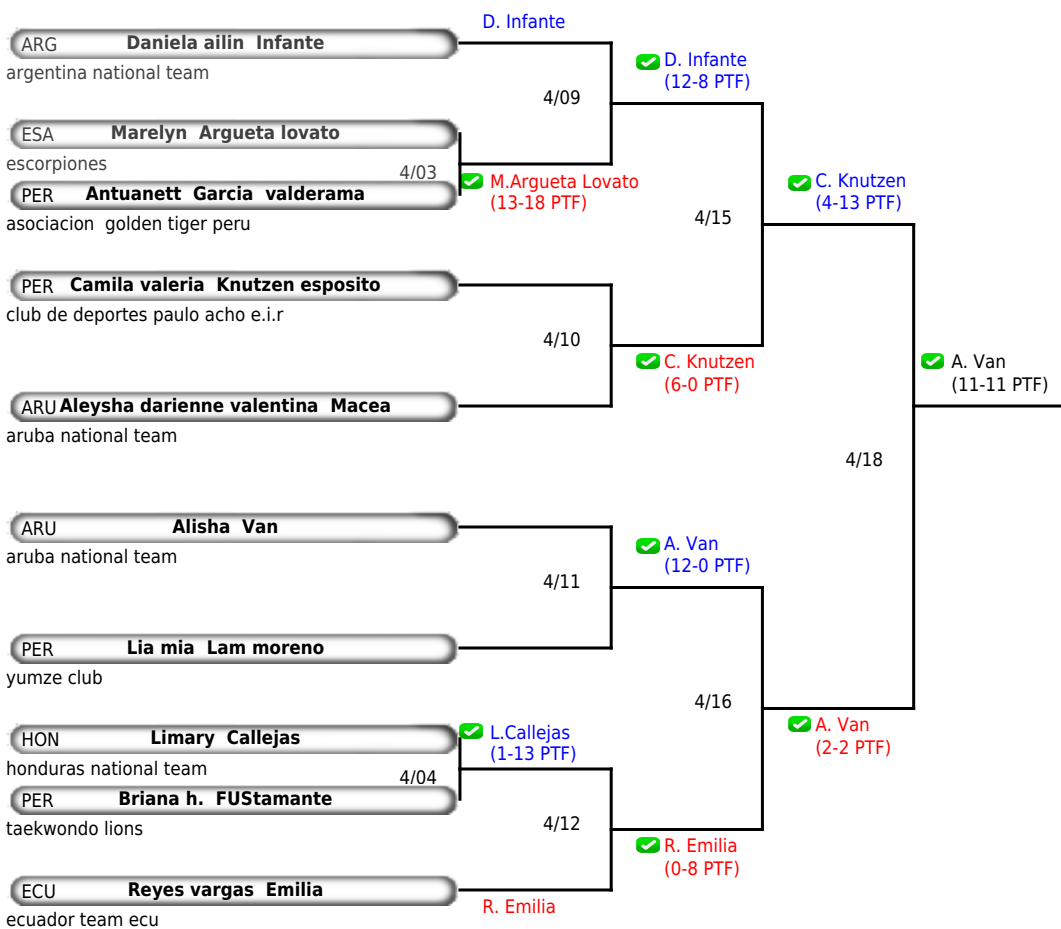 D. Infante
ARG Daniela ailin Infante
argentina national team
D. Infante
(12-8 PTF)
4/09
ESA Marelyn Argueta lovato
escorpiones
4/03
M.Argueta Lovato
(13-18 PTF)
PER Antuanett Garcia valderama
asociacion golden tiger peru
C. Knutzen
(4-13 PTF)
4/15
PER Camila valeria Knutzen esposito
club de deportes paulo acho e.i.r
4/10
C. Knutzen
(6-0 PTF)
A. Van
(11-11 PTF)
ARU Aleysha darienne valentina Macea
aruba national team
4/18
ARU Alisha Van
aruba national team
A. Van
(12-0 PTF)
4/11
PER Lia mia Lam moreno
yumze club
4/16
A. Van
(2-2 PTF)
HON Limary Callejas
honduras national team
L.Callejas
(1-13 PTF)
4/04
PER Briana h. FUStamante
taekwondo lions
4/12
R. Emilia
(0-8 PTF)
ECU Reyes vargas Emilia
ecuador team ecu
R. Emilia